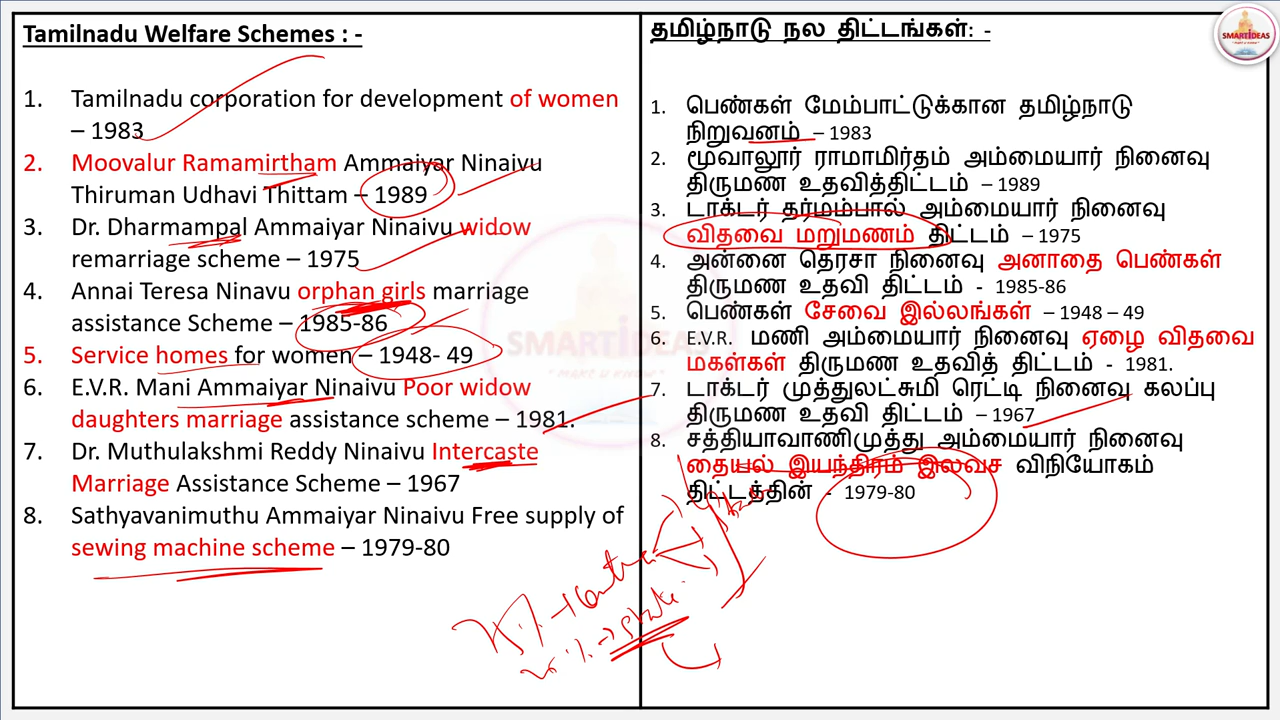 Tamilnadu Welfare Schemes : -
1. Tamilnadu corporation for development of women
– 1983
2. Moovalur Ramamirtham Ammaiyar Ninaivu
Thiruman Udhavi Thittam – 1989
3. Dr. Dharmampal Ammaiyar Ninaivu widow
remarriage scheme – 1975
4. Annai Teresa Ninavu orphan girls marriage
assistance Scheme – 1985-86
5. Service homes for women – 1948- 49
6. E.V.R. Mani Ammaiyar Ninaivu Poor widow
daughters marriage assistance scheme – 1981.
7. Dr. Muthulakshmi Reddy Ninaivu Intercaste
Marriage Assistance Scheme – 1967
8. Sathyavanimuthu Ammaiyar Ninaivu Free supply of
sewing machine scheme – 1979-80
தமிழ்நாடு நல திட்டங்கள்: -
1. பெண்கள் மேம்பாட்டுக்கான தமிழ்நாடு
நிறுவனம் – 1983
2. மூவாலூர் ராமாமிர்தம் அம்மையார் நினைவு
திருமண உதவித்திட்டம் – 1989
3. டாக்டர் தர்மம்பால் அம்மையார் நினைவு
விதவை மறுமணம் திட்டம் – 1975
4. அன்னை தெரசா நினைவு அனாதை பெண்கள்
திருமண உதவி திட்டம் - 1985-86
5. பெண்கள் சேவை இல்லங்கள் – 1948 – 49
6. E.V.R. மணி அம்மையார் நினைவு ஏழை விதவை
மகள்கள் திருமண உதவித் திட்டம் - 1981.
7. டாக்டர் முத்துலட்சுமி ரெட்டி நினைவு கலப்பு
திருமண உதவி திட்டம் – 1967
8. சத்தியாவாணிமுத்து அம்மையார் நினைவு
தையல் இயந்திரம் இலவச விநியோகம்
திட்டத்தின் - 1979-80
SMARTIDEAS
" MAKE U KNOW "
SMARTIDEAS
" MAKE U KNOW "
state